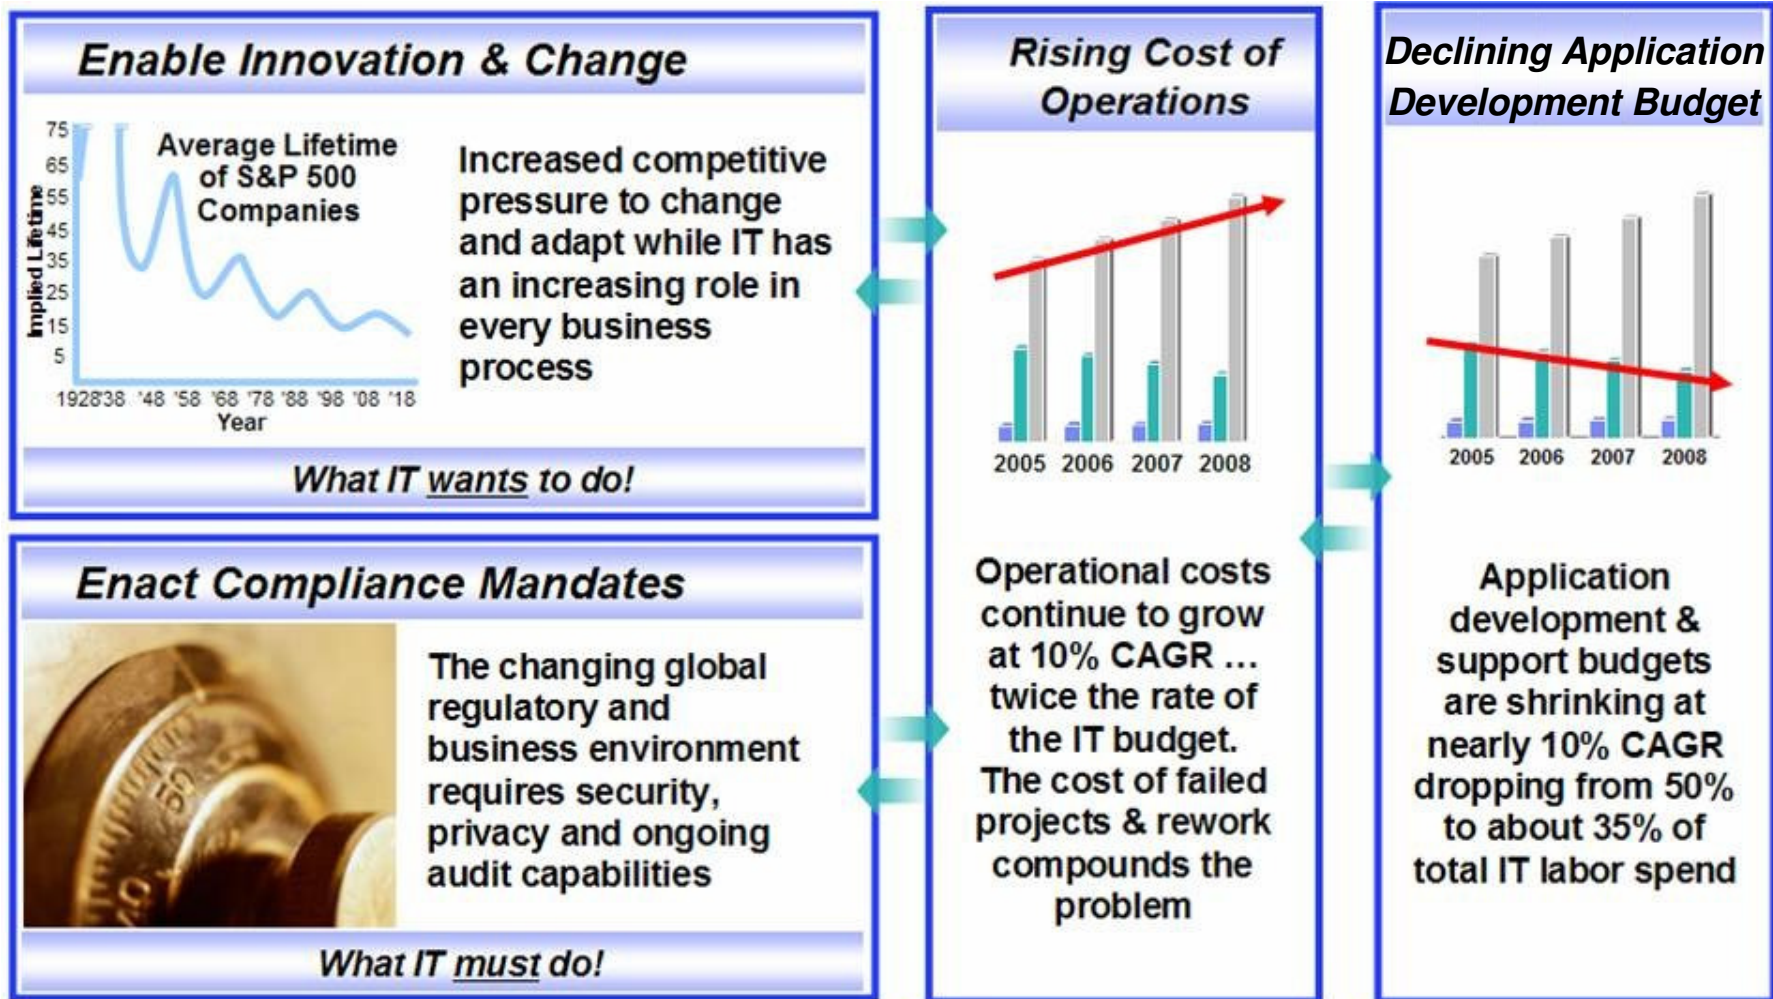 Enable Innovation & Change
Average Lifetime
of S&P 500
Companies
Implied Lifetime
75
65
55
45
35
25
15
5
1928 '38 '48 '58 '68 '78 '88 '98 '08 '18
Year
Increased competitive
pressure to change
and adapt while IT has
an increasing role in
every business
process
What IT wants to do!
Enact Compliance Mandates
50
40
The changing global
regulatory and
business environment
requires security,
privacy and ongoing
audit capabilities
What IT must do!
Rising Cost of
Operations
2005 2006 2007 2008
Operational costs
continue to grow
at 10% CAGR ...
twice the rate of
the IT budget.
The cost of failed
projects & rework
compounds the
problem
Declining Application
Development Budget
2005 2006 2007 2008
Application
development &
support budgets
are shrinking at
nearly 10% CAGR
dropping from 50%
to about 35% of
total IT labor spend